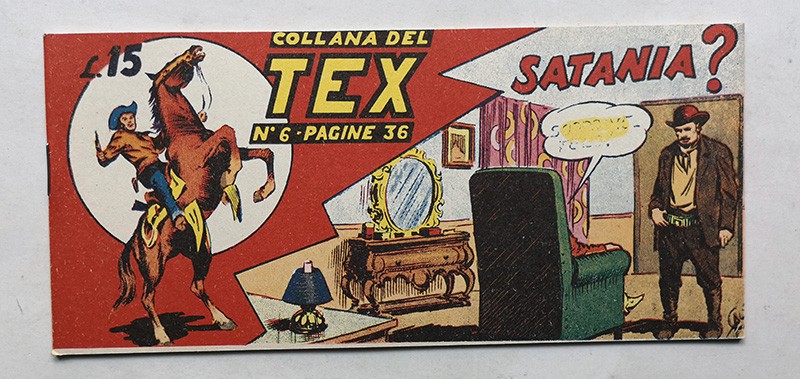 L.15
COLLANA DEL
TEX
N°6-PAGINE 36
SATANIA?